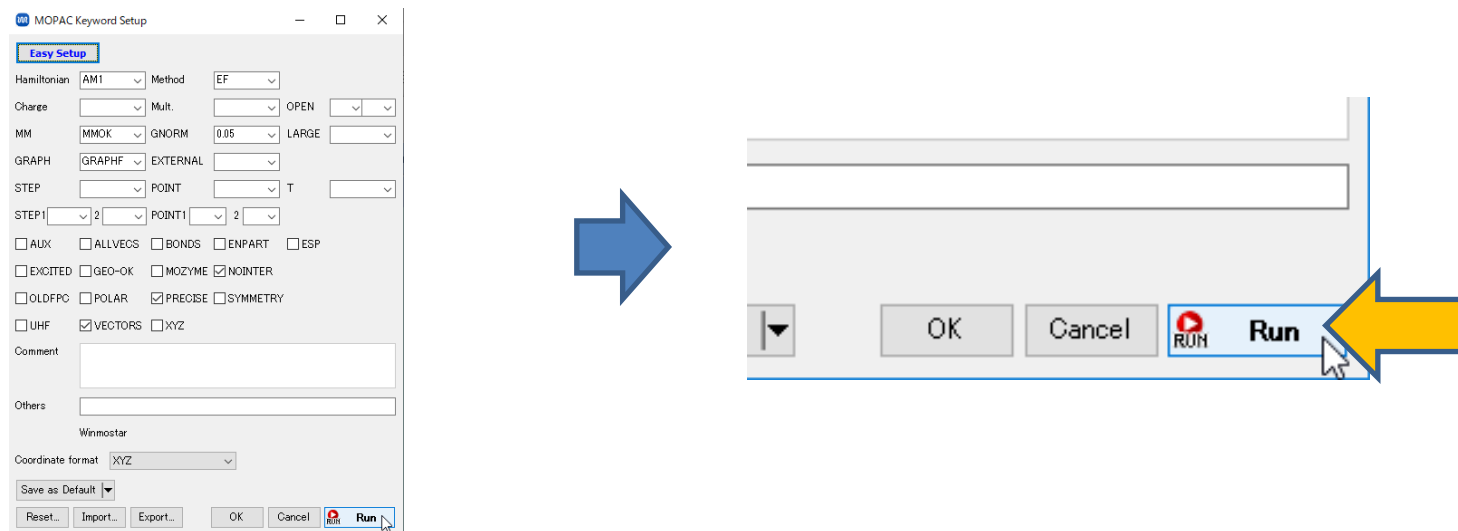 MOPAC Keyword Setup
Easy Setup
Hamiltonian AM1 Method EF
Charge Mult. OPEN
MM MMOK GNORM 0.05 LARGE
GRAPH GRAPHF EXTERNAL
STEP POINT T
STEP1 2 POINT1 2
AUX ALLVECS BONDS ENPART ESP
EXCITED GEO-OK MOZYME NOINTER
OLDFPC POLAR PRECISE SYMMETRY
UHF VECTORS XYZ
Comment
Others
Winmostar
Coordinate format XYZ
Save as Default
Reset... Import... Export... OK Cancel RUN Run
OK Cancel RUN Run